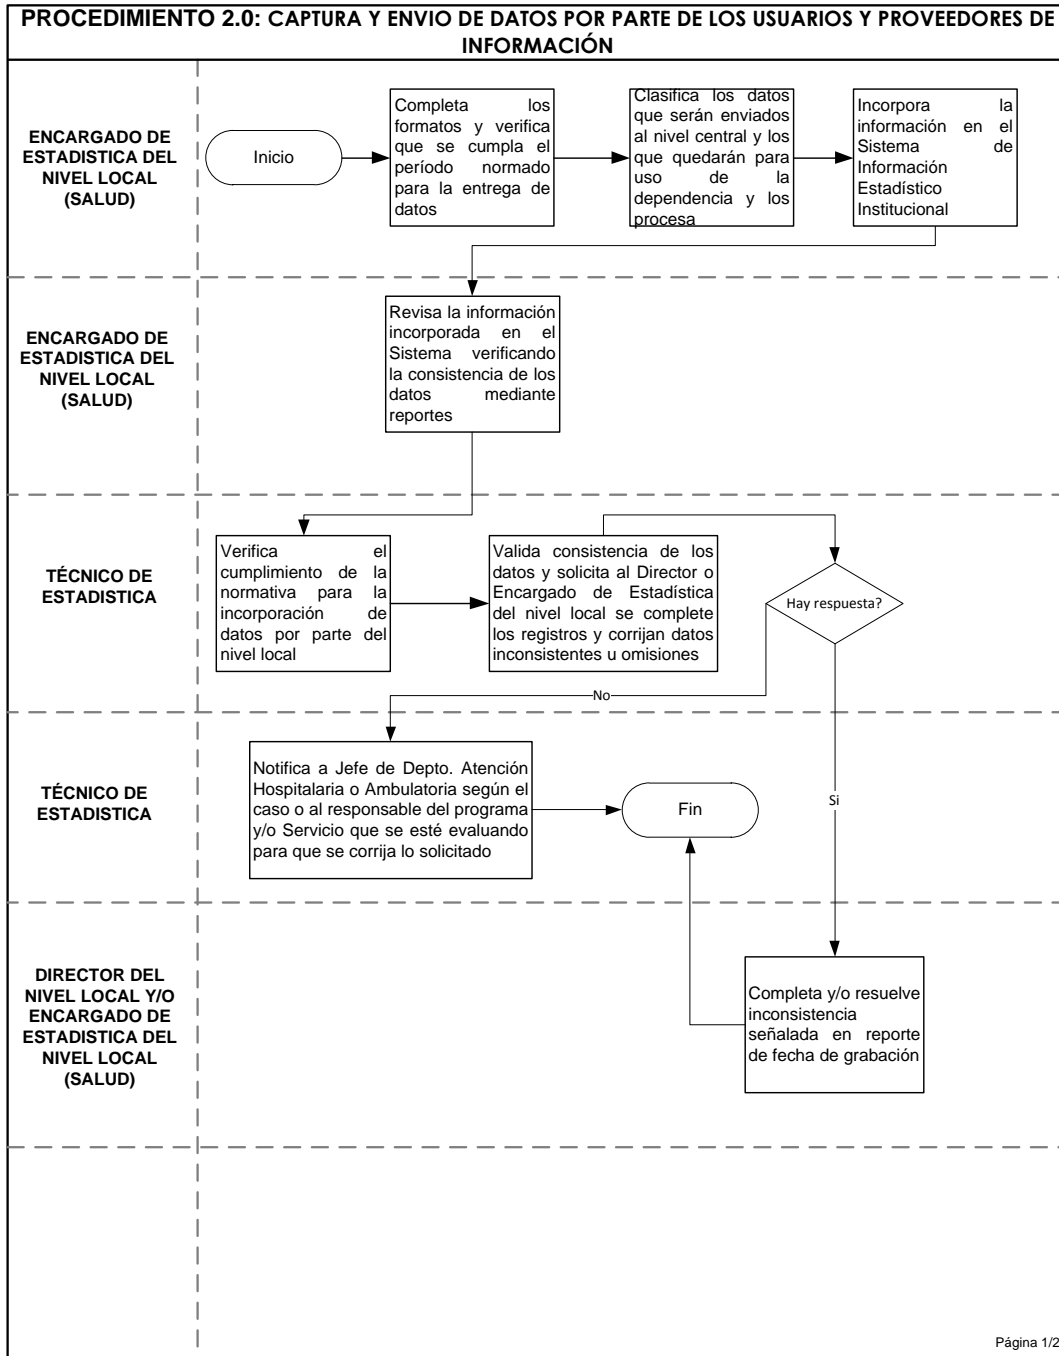 PROCEDIMIENTO 2.0: CAPTURA Y ENVIO DE DATOS POR PARTE DE LOS USUARIOS Y PROVEEDORES DE
INFORMACIÓN
ENCARGADO DE
ESTADISTICA DEL
NIVEL LOCAL
(SALUD)
Inicio
Completa los
formatos y verifica
que se cumpla el
período normado
para la entrega de
datos
Clasifica los datos
que serán enviados
al nivel central y los
que quedarán para
uso de la
dependencia y los
procesa
Incorpora la
información en el
Sistema de
Información
Estadístico
Institucional
ENCARGADO DE
ESTADISTICA DEL
NIVEL LOCAL
(SALUD)
Revisa la información
incorporada en el
Sistema verificando
la consistencia de los
datos mediante
reportes
TÉCNICO DE
ESTADISTICA
Verifica el
cumplimiento de la
normativa para la
incorporación de
datos por parte del
nivel local
Valida consistencia de los
datos y solicita al Director o
Encargado de Estadística
del nivel local se complete
los registros y corrijan datos
inconsistentes u omisiones
Hay respuesta?
No
Si
TÉCNICO DE
ESTADISTICA
Notifica a Jefe de Depto. Atención
Hospitalaria o Ambulatoria según el
caso o al responsable del programa
y/o Servicio que se esté evaluando
para que se corrija lo solicitado
Fin
DIRECTOR DEL
NIVEL LOCAL Y/O
ENCARGADO DE
ESTADISTICA DEL
NIVEL LOCAL
(SALUD)
Completa y/o resuelve
inconsistencia
señalada en reporte
de fecha de grabación
Página 1/2